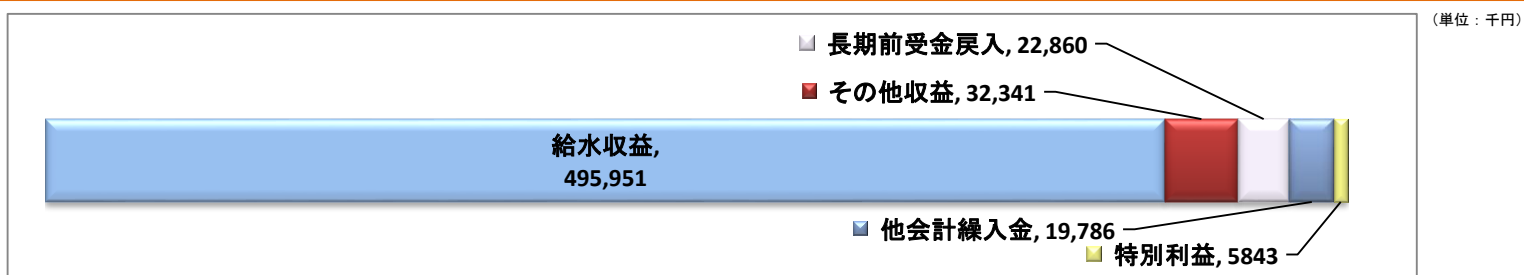 （単位：千円）
長期前受金戻入, 22,860
その他収益, 32,341
給水収益,
495,951
他会計繰入金, 19,786
特別利益, 5843